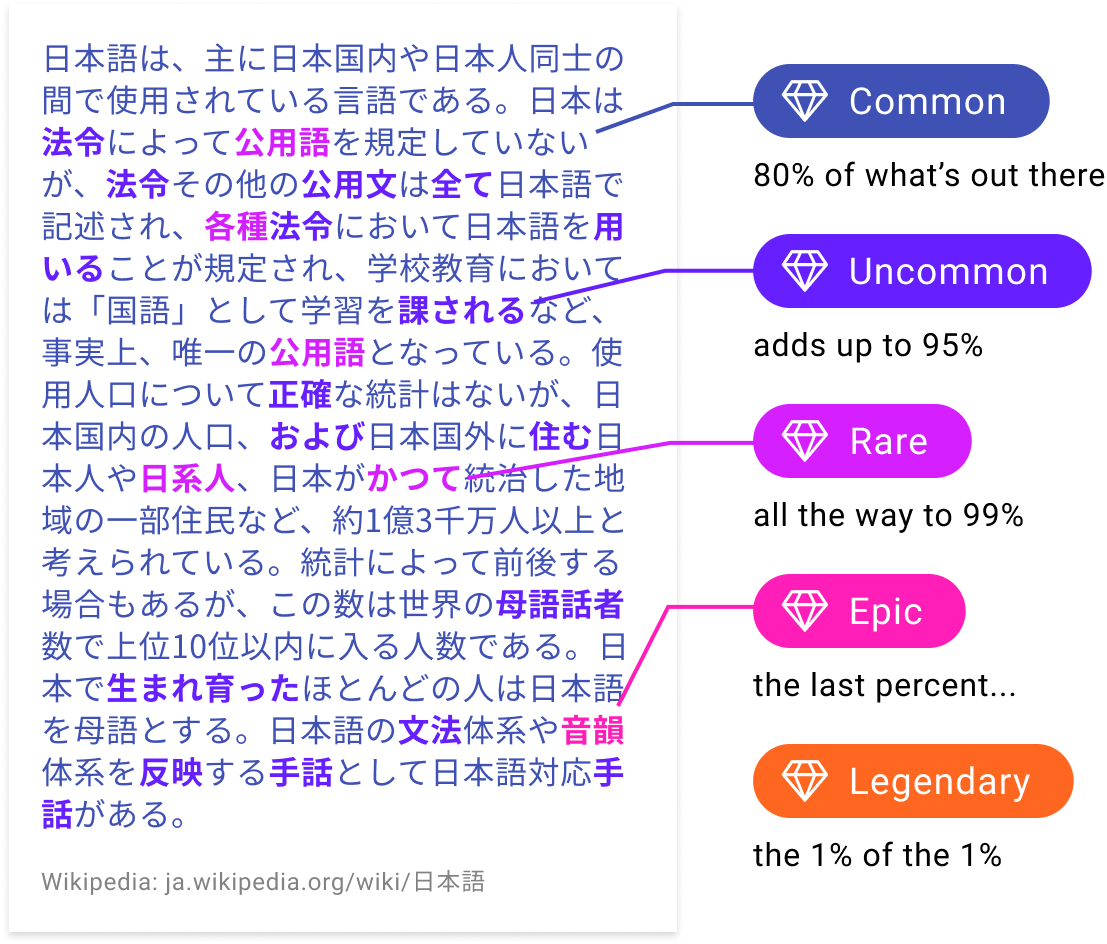 日本語は、主に日本国内や日本人同士の
間で使用されている言語である。日本は
法令によって公用語を規定していない
が、法令その他の公用文は全て日本語で
記述され、各種法令において日本語を用
いることが規定され、学校教育において
は「国語」として学習を課されるなど、
事実上、唯一の公用語となっている。使
用人口について正確な統計はないが、日
本国内の人口、および日本国外に住む日
本人や日系人、日本がかつて統治した地
域の一部住民など、約1億3千万人以上と
考えられている。統計によって前後する
場合もあるが、この数は世界の母語話者
数で上位10位以内に入る人数である。日
本で生まれ育ったほとんどの人は日本語
を母語とする。日本語の文法体系や音韻
体系を反映する手話として日本語対応手
話がある。
Wikipedia: ja.wikipedia.org/wiki/日本語
Common
80% of what’s out there
Uncommon
adds up to 95%
Rare
all the way to 99%
Epic
the last percent...
Legendary
the 1% of the 1%